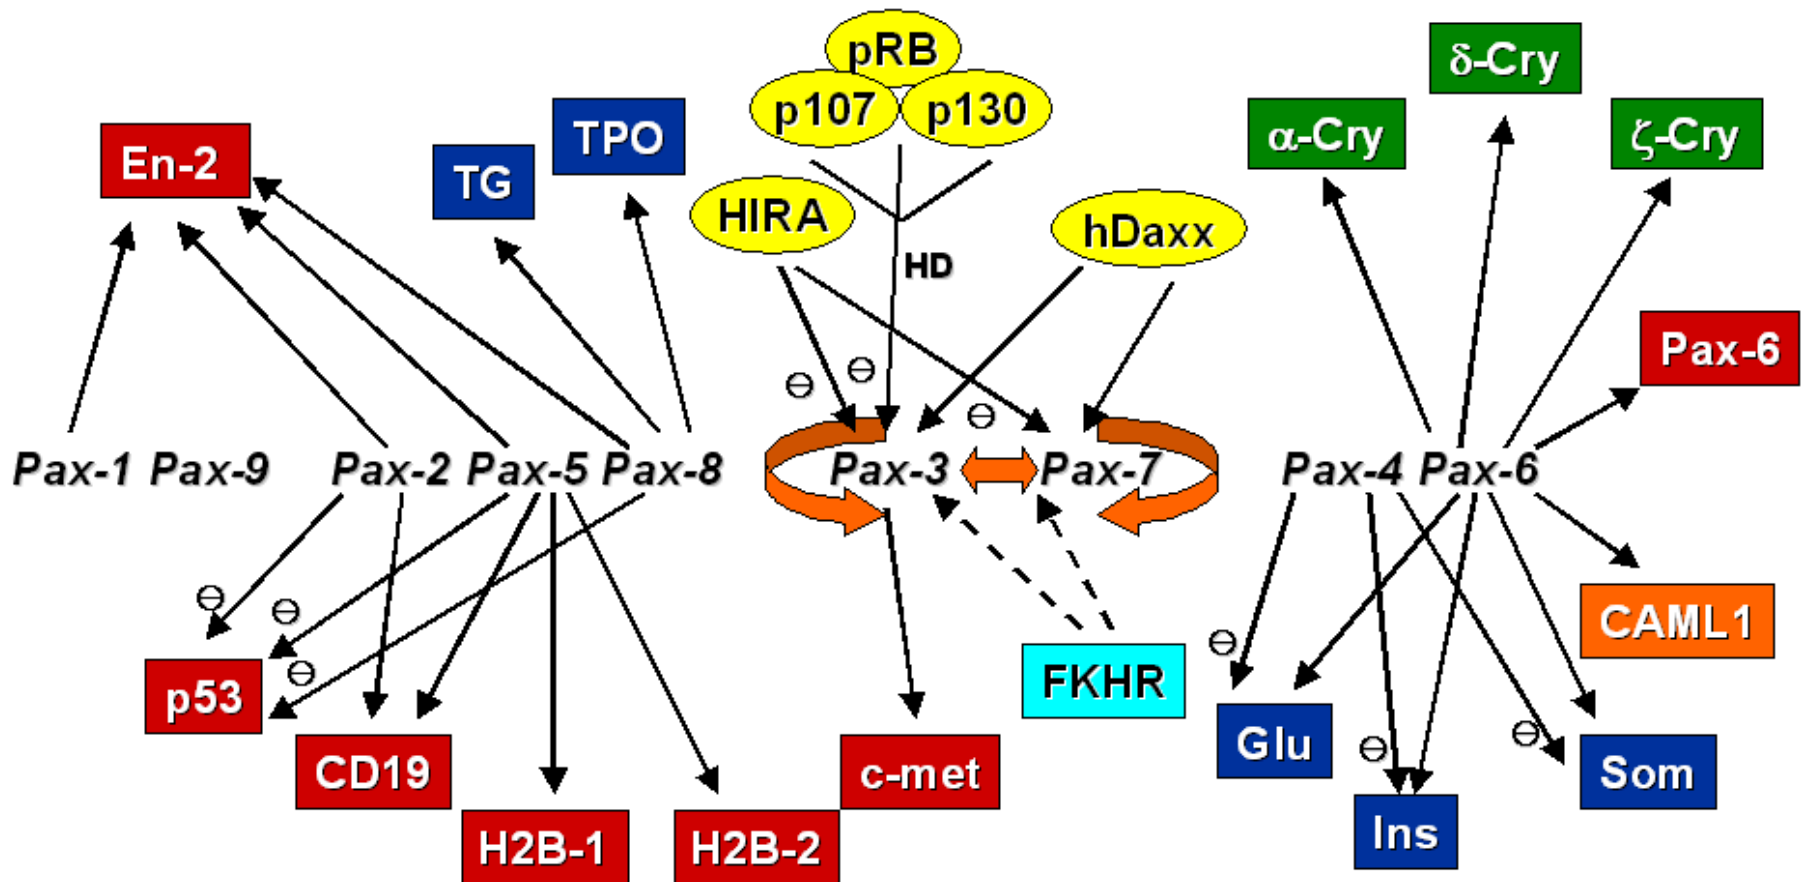 pRB
δ-Cry
p107
p130
α-Cry
ζ-Cry
En-2
TPO
TG
HIRA
hDaxx
HD
Pax-6
⊖
⊖
⊖
Pax-1 Pax-9 Pax-2 Pax-5 Pax-8 Pax-3 Pax-7 Pax-4 Pax-6
⊖
⊖
⊖
⊖
⊖
⊖
CAML1
p53
FKHR
Glu
CD19
c-met
Som
H2B-1
H2B-2
Ins